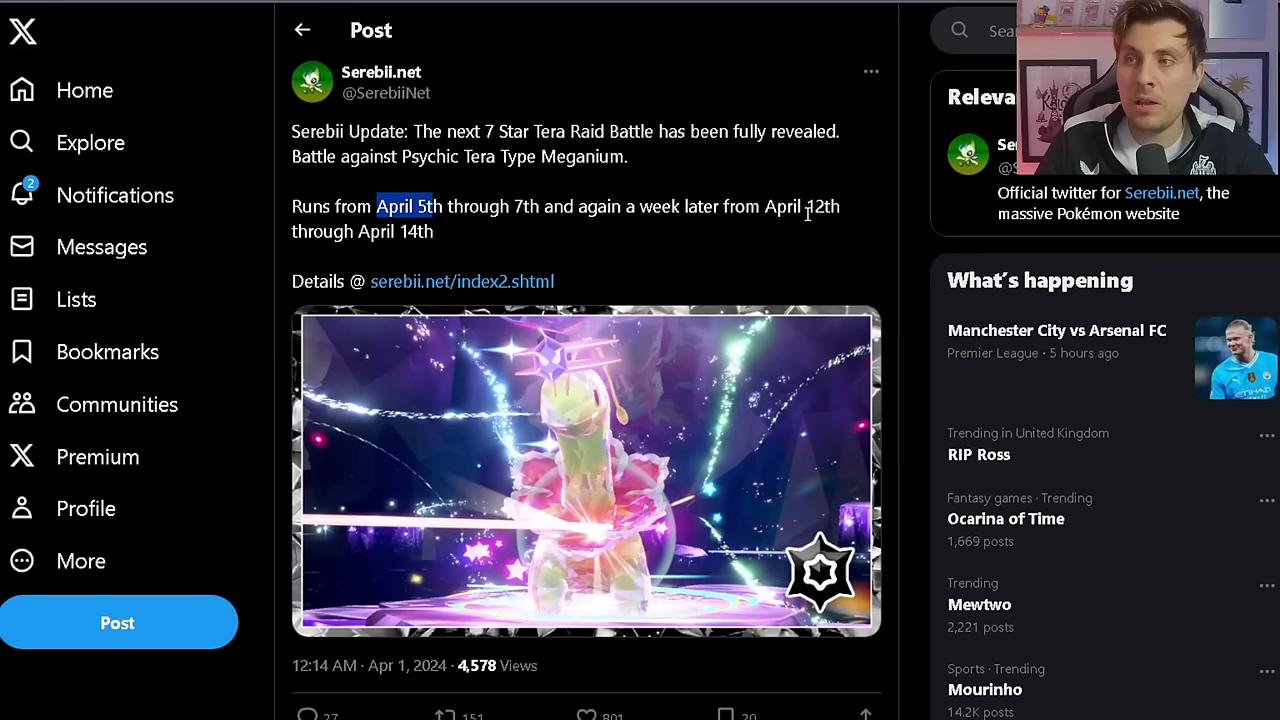 Home
Explore
2
Notifications
Messages
Lists
Bookmarks
Communities
Premium
Profile
More
Post
Post
Serebii.net
@SerebiiNet
Serebii Update: The next 7 Star Tera Raid Battle has been fully revealed.
Battle against Psychic Tera Type Meganium.
Runs from April 5th through 7th and again a week later from April 12th
through April 14th
Details @ serebii.net/index2.shtml
12:14 AM · Apr 1, 2024 · 4,578 Views
27 151 801 20
Official twitter for Serebii.net, the
massive Pokémon website
What's happening
Manchester City vs Arsenal FC
Premier League · 5 hours ago
Trending in United Kingdom
RIP Ross
Fantasy games · Trending
Ocarina of Time
1,669 posts
Trending
Mewtwo
2,221 posts
Sports · Trending
Mourinho
14.2K posts